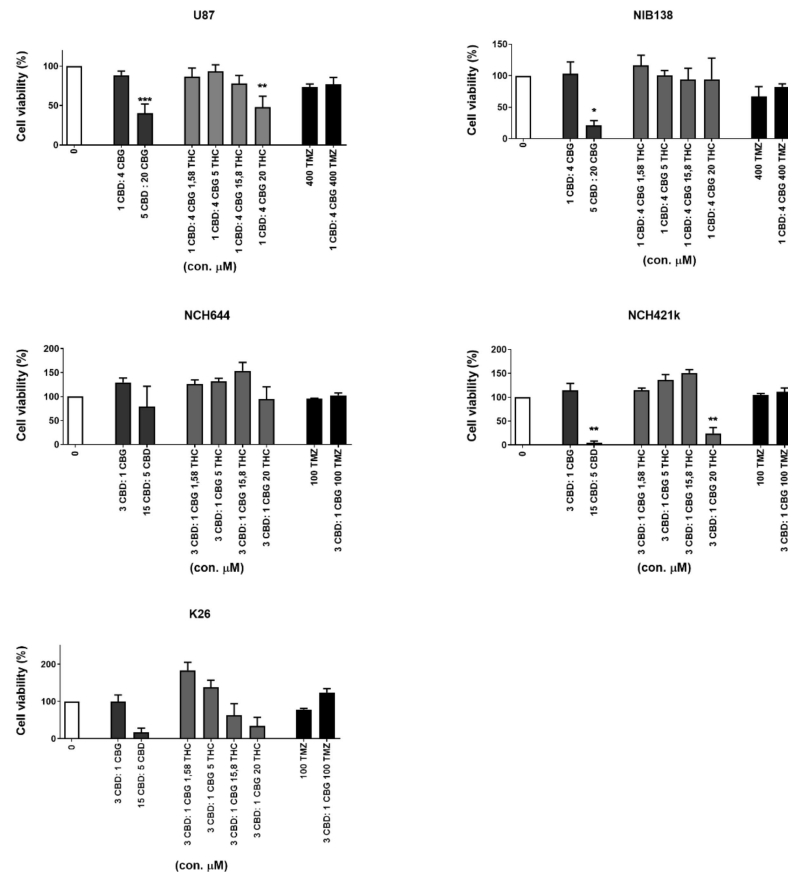 U87
Cell viability (%)
100
50
0
***
**
0
1 CBD: 4 CBG
5 CBD : 20 CBG
1 CBD: 4 CBG 1,58 THC
1 CBD: 4 CBG 5 THC
1 CBD: 4 CBG 15,8 THC
1 CBD: 4 CBG 20 THC
400 TMZ
1 CBD: 4 CBG 400 TMZ
(con. µM)
NIB138
Cell viability (%)
150
100
50
0
*
0
1 CBD: 4 CBG
5 CBD : 20 CBG
1 CBD: 4 CBG 1,58 THC
1 CBD: 4 CBG 5 THC
1 CBD: 4 CBG 15,8 THC
1 CBD: 4 CBG 20 THC
400 TMZ
1 CBD: 4 CBG 400 TMZ
(con. µM)
NCH644
Cell viability (%)
200
150
100
50
0
0
3 CBD: 1 CBG
15 CBD: 5 CBD
3 CBD: 1 CBG 1,58 THC
3 CBD: 1 CBG 5 THC
3 CBD: 1 CBG 15,8 THC
3 CBD: 1 CBG 20 THC
100 TMZ
3 CBD: 1 CBG 100 TMZ
(con. µM)
NCH421k
Cell viability (%)
200
150
100
50
0
**
**
0
3 CBD: 1 CBG
15 CBD: 5 CBD
3 CBD: 1 CBG 1,58 THC
3 CBD: 1 CBG 5 THC
3 CBD: 1 CBG 15,8 THC
3 CBD: 1 CBG 20 THC
100 TMZ
3 CBD: 1 CBG 100 TMZ
(con. µM)
K26
Cell viability (%)
200
100
0
0
3 CBD: 1 CBG
15 CBD: 5 CBD
3 CBD: 1 CBG 1,58 THC
3 CBD: 1 CBG 5 THC
3 CBD: 1 CBG 15,8 THC
3 CBD: 1 CBG 20 THC
100 TMZ
3 CBD: 1 CBG 100 TMZ
(con. µM)